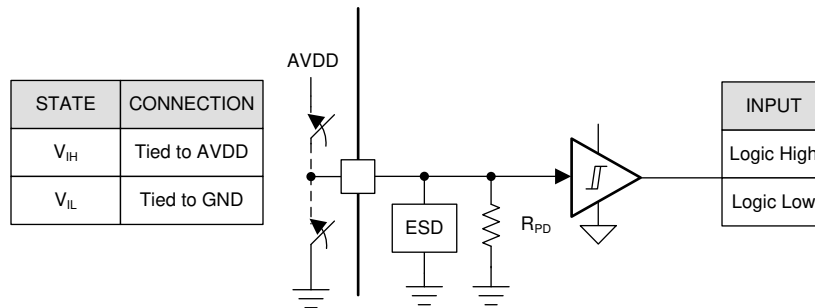 AVDD
STATE CONNECTION
V_IH Tied to AVDD
V_IL Tied to GND
ESD
R_PD
INPUT
Logic High
Logic Low